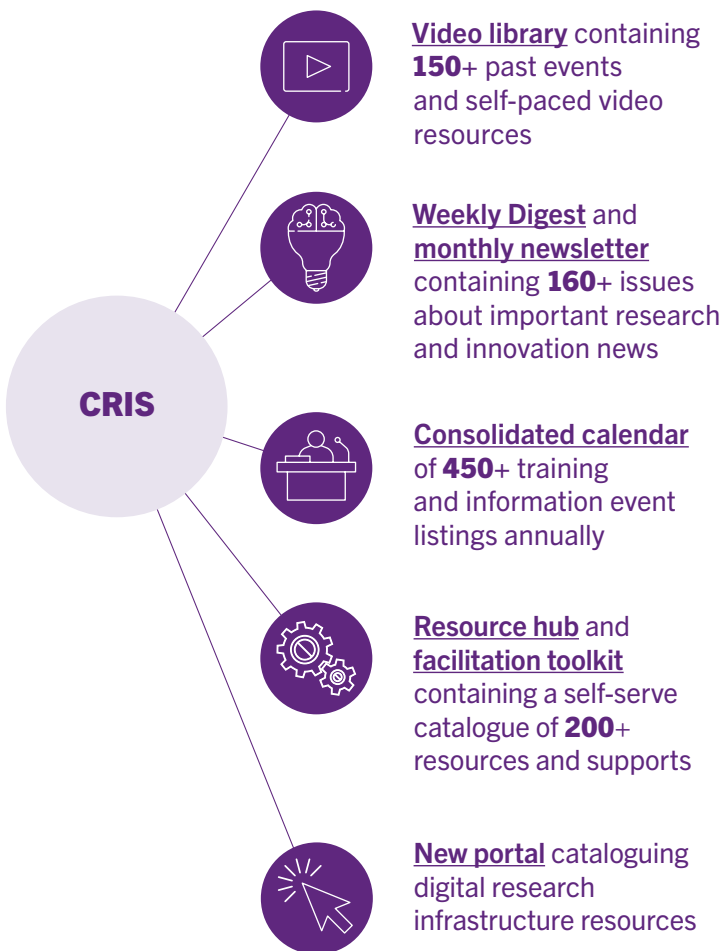 Video library containing
150+ past events
and self-paced video
resources
Weekly Digest and
monthly newsletter
containing 160+ issues
about important research
and innovation news
CRIS
Consolidated calendar
of 450+ training
and information event
listings annually
Resource hub and
facilitation toolkit
containing a self-serve
catalogue of 200+
resources and supports
New portal cataloguing
digital research
infrastructure resources